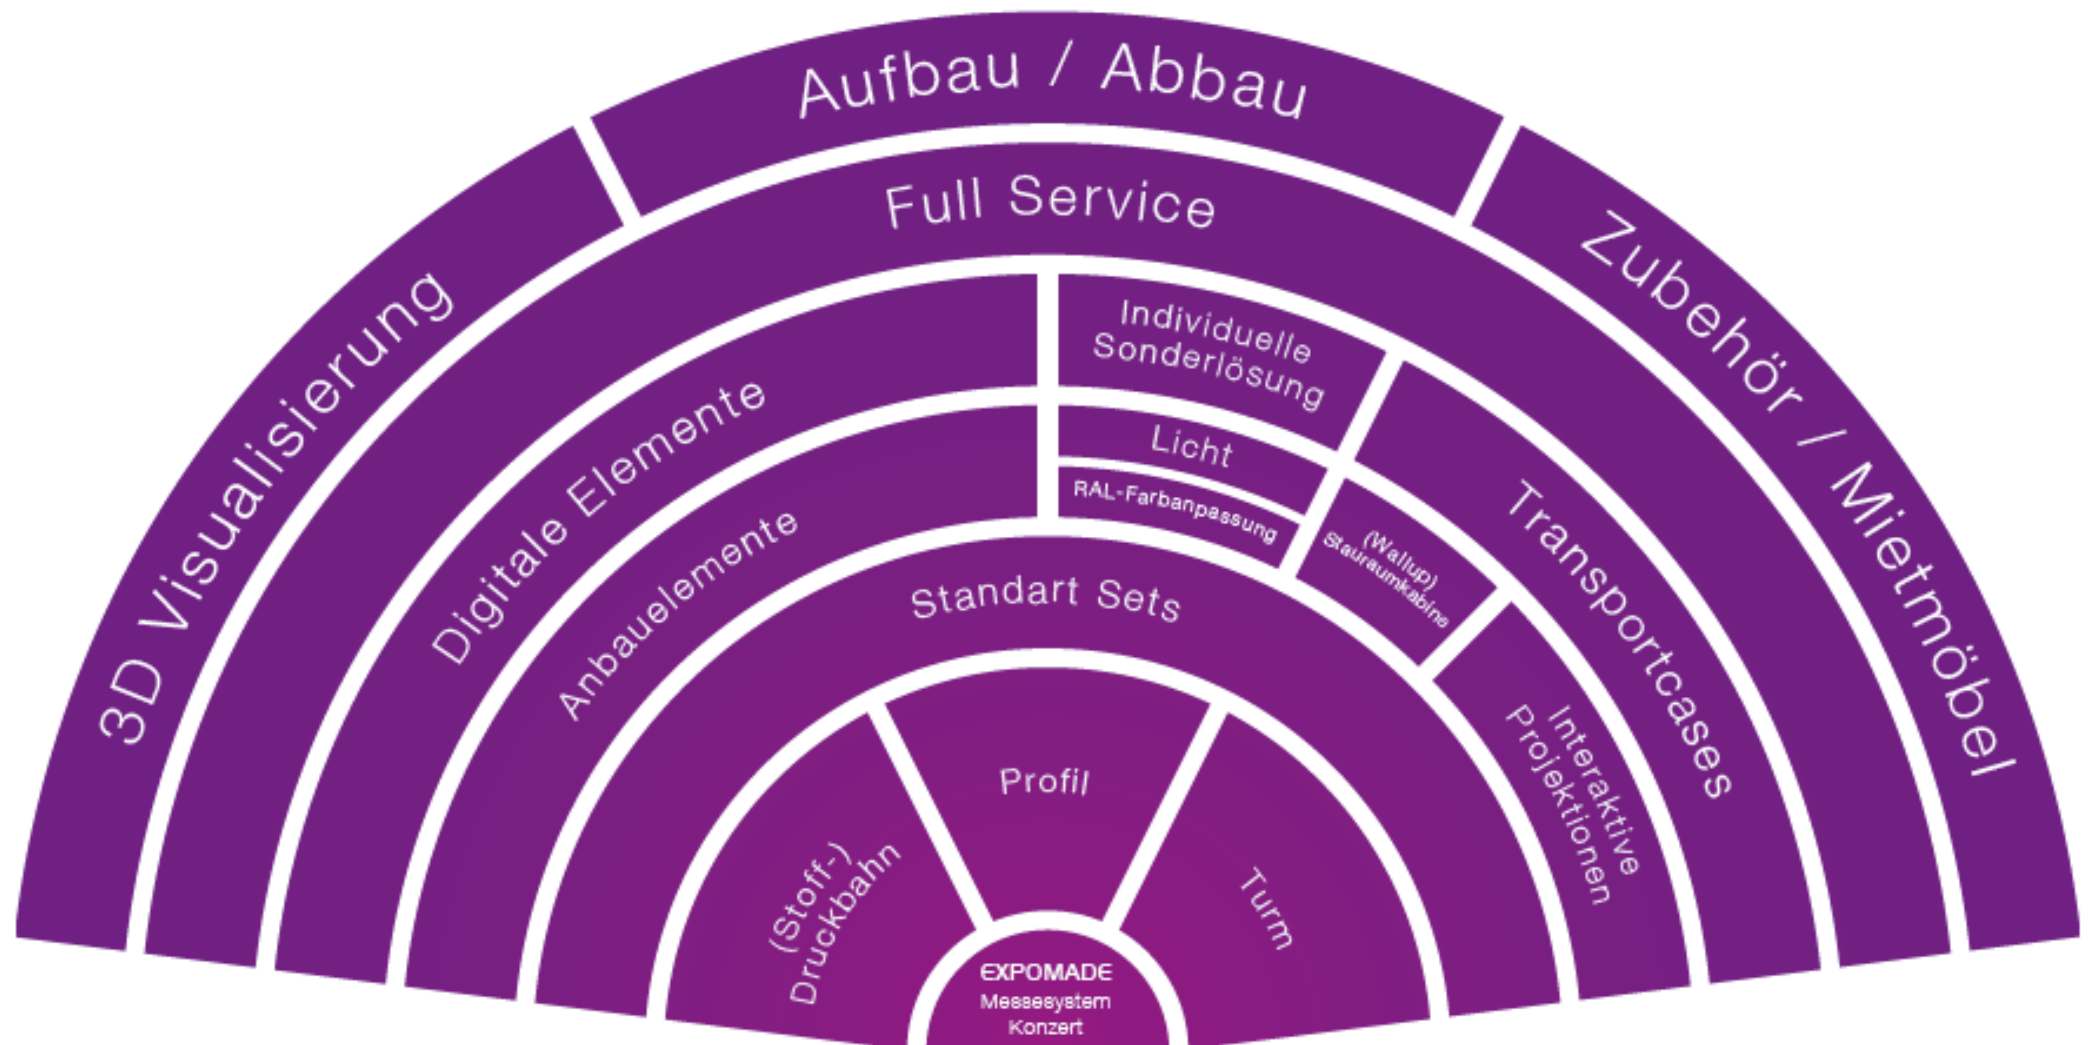 Aufbau / Abbau
3D Visualisierung
Zubehör / Mietmöbel
Full Service
Digitale Elemente
Individuelle
Sonderlösung
Transportcases
Anbauelemente
Licht
RAL-Farbanpassung
(Wallup)
Stauraumkabine
Interaktive
Projektionen
Standart Sets
(Stoff-)
Druckbahn
Profil
Turm
EXPOMADE
Messesystem
Konzert